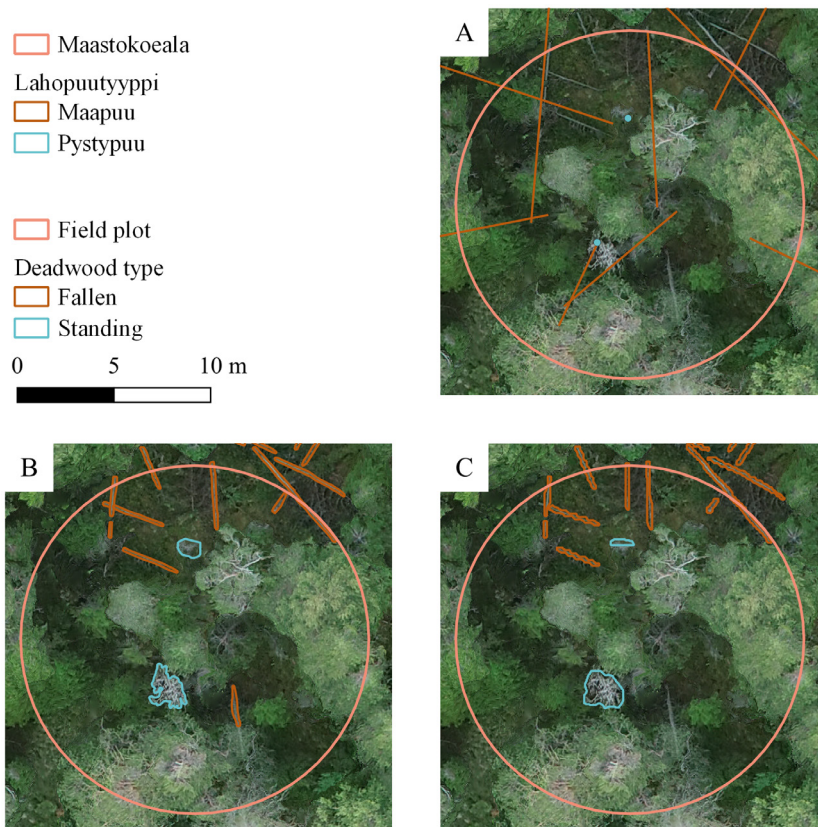 Maastokoeala
Lahopuutyyppi
Maapuu
Pystypuu
Field plot
Deadwood type
Fallen
Standing
0 5 10 m
A
B
C